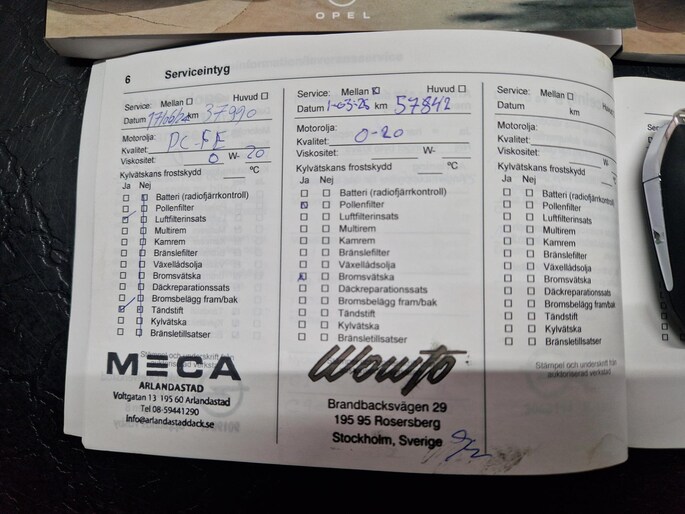 OPEL
6 Serviceintyg
Service: Mellan Huvud
Datum 17/06/24 km 37990
Motorolja:
Kvalitet:
Viskositet: 0 W- 20
Kylvätskans frostskydd °C
Ja Nej
Batteri (radiofjärrkontroll)
Pollenfilter
Luftfilterinsats
Multirem
Kamrem
Bränslefilter
Växellådsolja
Bromsvätska
Däckreparationssats
Bromsbelägg fram/bak
Tändstift
Kylvätska
Bränsletillsatser
Stämpel och underskrift från
MECA
ARLANDASTAD
Voltgatan 13 195 60 Arlandastad
Tel 08-59441290
info@arlandastaddack.se
Service: Mellan Huvud
Datum 1-03-25 km 57842
Motorolja:
Kvalitet: 0-20
Viskositet: W-
Kylvätskans frostskydd °C
Ja Nej
Batteri (radiofjärrkontroll)
Pollenfilter
Luftfilterinsats
Multirem
Kamrem
Bränslefilter
Växellådsolja
Bromsvätska
Däckreparationssats
Bromsbelägg fram/bak
Tändstift
Kylvätska
Bränsletillsatser
Wowto
Brandbacksvägen 29
195 95 Rosersberg
Stockholm, Sverige
Service: Mellan Huvud
Datum km
Motorolja:
Kvalitet:
Viskositet: W-
Kylvätskans frostskydd °C
Ja Nej
Batteri (radiofjärrkontroll)
Pollenfilter
Luftfilterinsats
Multirem
Kamrem
Bränslefilter
Växellådsolja
Bromsvätska
Däckreparationssats
Bromsbelägg fram/bak
Tändstift
Kylvätska
Bränsletillsatser
Stämpel och underskrift från
auktoriserad verkstad